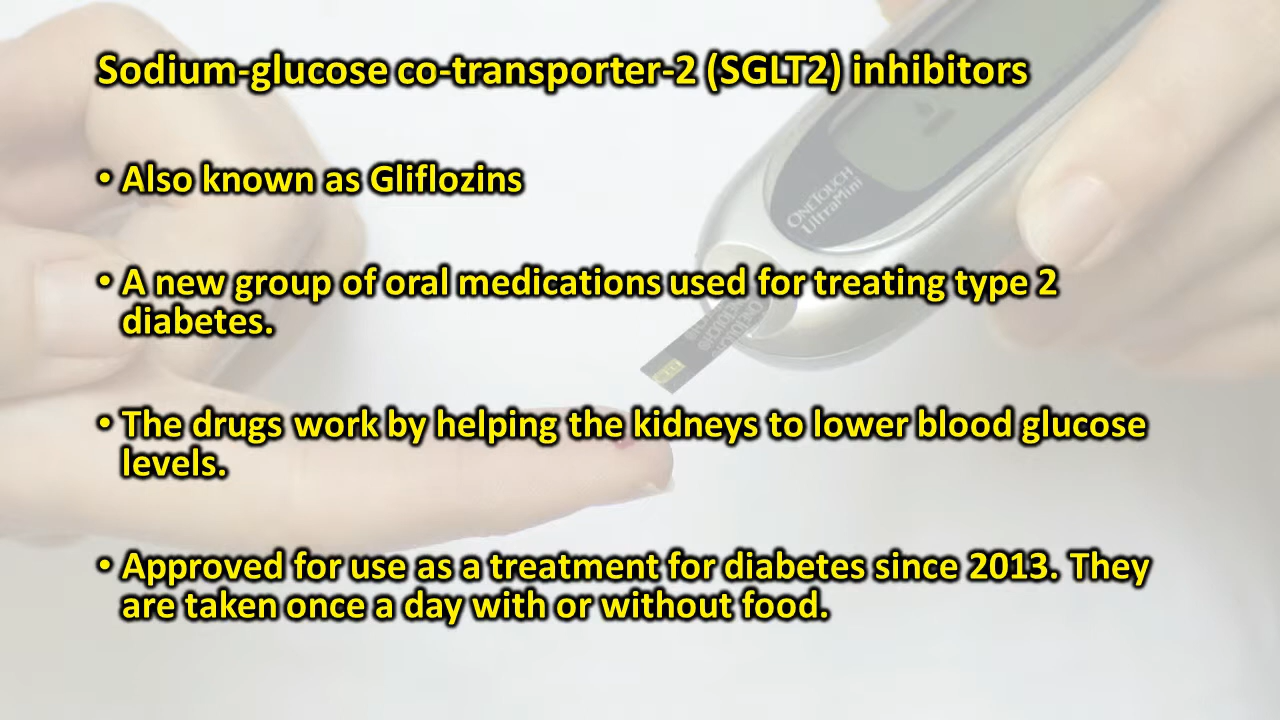 Sodium-glucose co-transporter-2 (SGLT2) inhibitors
• Also known as Gliflozins
• A new group of oral medications used for treating type 2
diabetes.
• The drugs work by helping the kidneys to lower blood glucose
levels.
• Approved for use as a treatment for diabetes since 2013. They
are taken once a day with or without food.
ONETOUCH
UltraMini